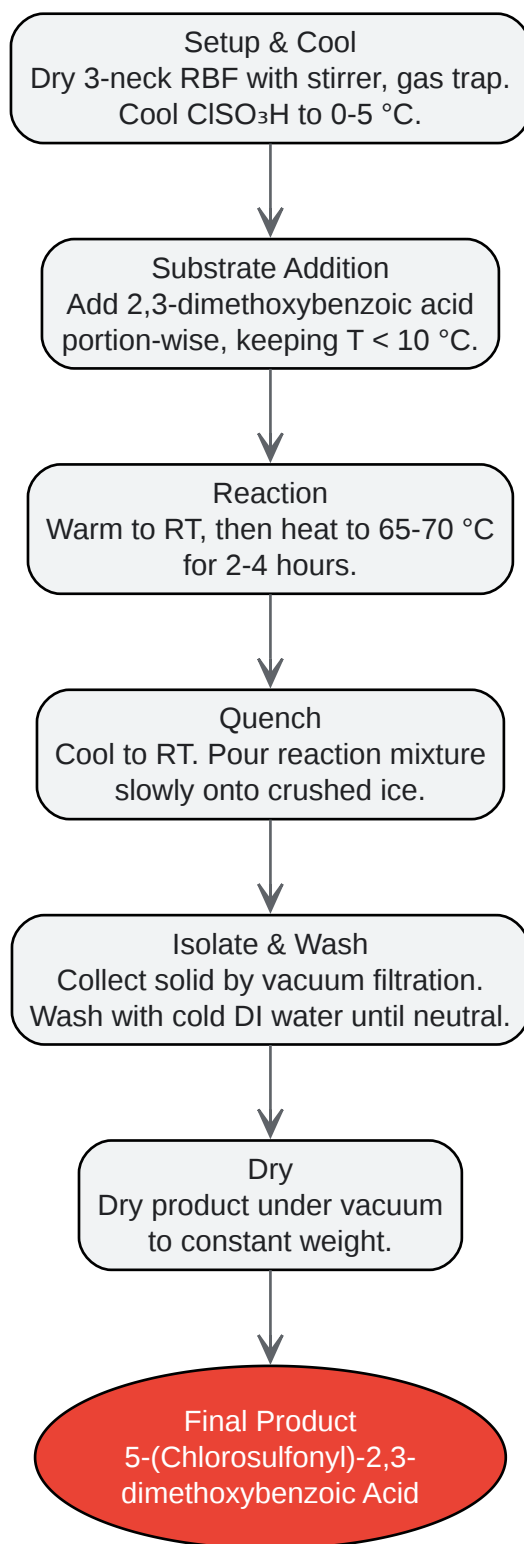 Setup & Cool
Dry 3-neck RBF with stirrer, gas trap.
Cool ClSO₃H to 0-5 °C.
Substrate Addition
Add 2,3-dimethoxybenzoic acid
portion-wise, keeping T < 10 °C.
Reaction
Warm to RT, then heat to 65-70 °C
for 2-4 hours.
Quench
Cool to RT. Pour reaction mixture
slowly onto crushed ice.
Isolate & Wash
Collect solid by vacuum filtration.
Wash with cold DI water until neutral.
Dry
Dry product under vacuum
to constant weight.
Final Product
5-(Chlorosulfonyl)-2,3-
dimethoxybenzoic Acid